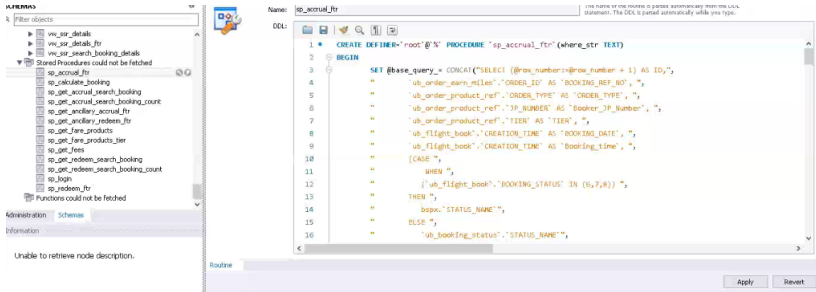 SCHEMAS
Filter objects
vw_ssr_details
vw_ssr_details_ftr
vw_ssr_search_booking_details
Stored Procedures could not be fetched
sp_accrual_ftr
sp_calculate_booking
sp_get_accrual_search_booking
sp_get_accrual_search_booking_count
sp_get_ancillary_accrual_ftr
sp_get_ancillary_redeem_ftr
sp_get_fare_products
sp_get_fare_products_tier
sp_get_fees
sp_get_redeem_search_booking
sp_get_redeem_search_booking_count
sp_login
sp_redeem_ftr
Functions could not be fetched
Administration Schemas
Information
Unable to retrieve node description.
Name: sp_accrual_ftr
The name of the routine is parsed automatically from the DDL
statement. The DDL is parsed automatically while you type.
DDL:
1 CREATE DEFINER=`root`@`%` PROCEDURE `sp_accrual_ftr`(where_str TEXT)
2 BEGIN
3 SET @base_query_= CONCAT("SELECT (@row_number:=@row_number + 1) AS ID,",
4 " `ub_order_earn_miles`.`ORDER_ID` AS `BOOKING_REF_NO`, ",
5 " `ub_order_product_ref`.`ORDER_TYPE` AS `ORDER_TYPE`, ",
6 " `ub_order_product_ref`.`JP_NUMBER` AS `Booker_JP_Number`, ",
7 " `ub_order_product_ref`.`TIER` AS `TIER`, ",
8 " `ub_flight_book`.`CREATION_TIME` AS `BOOKING_DATE`, ",
9 " `ub_flight_book`.`CREATION_TIME` AS `Booking_time`, ",
10 " (CASE ",
11 " WHEN ",
12 " (`ub_flight_book`.`BOOKING_STATUS` IN (6,7,8)) ",
13 " THEN ",
14 " bspx.`STATUS_NAME`",
15 " ELSE ",
16 " `ub_booking_status`.`STATUS_NAME`",
Routine
Apply Revert